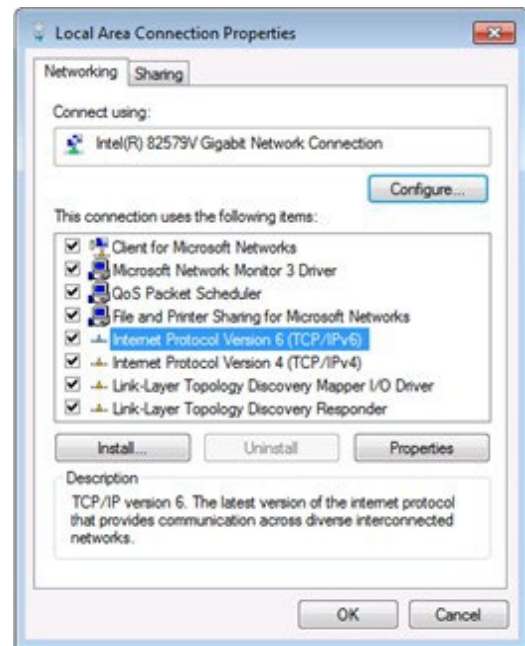 Local Area Connection Properties
Networking Sharing
Connect using:
Intel(R) 82579V Gigabit Network Connection
Configure...
This connection uses the following items:
Client for Microsoft Networks
Microsoft Network Monitor 3 Driver
QoS Packet Scheduler
File and Printer Sharing for Microsoft Networks
Internet Protocol Version 6 (TCP/IPv6)
Internet Protocol Version 4 (TCP/IPv4)
Link-Layer Topology Discovery Mapper I/O Driver
Link-Layer Topology Discovery Responder
Install... Uninstall Properties
Description
TCP/IP version 6. The latest version of the internet protocol
that provides communication across diverse interconnected
networks.
OK Cancel